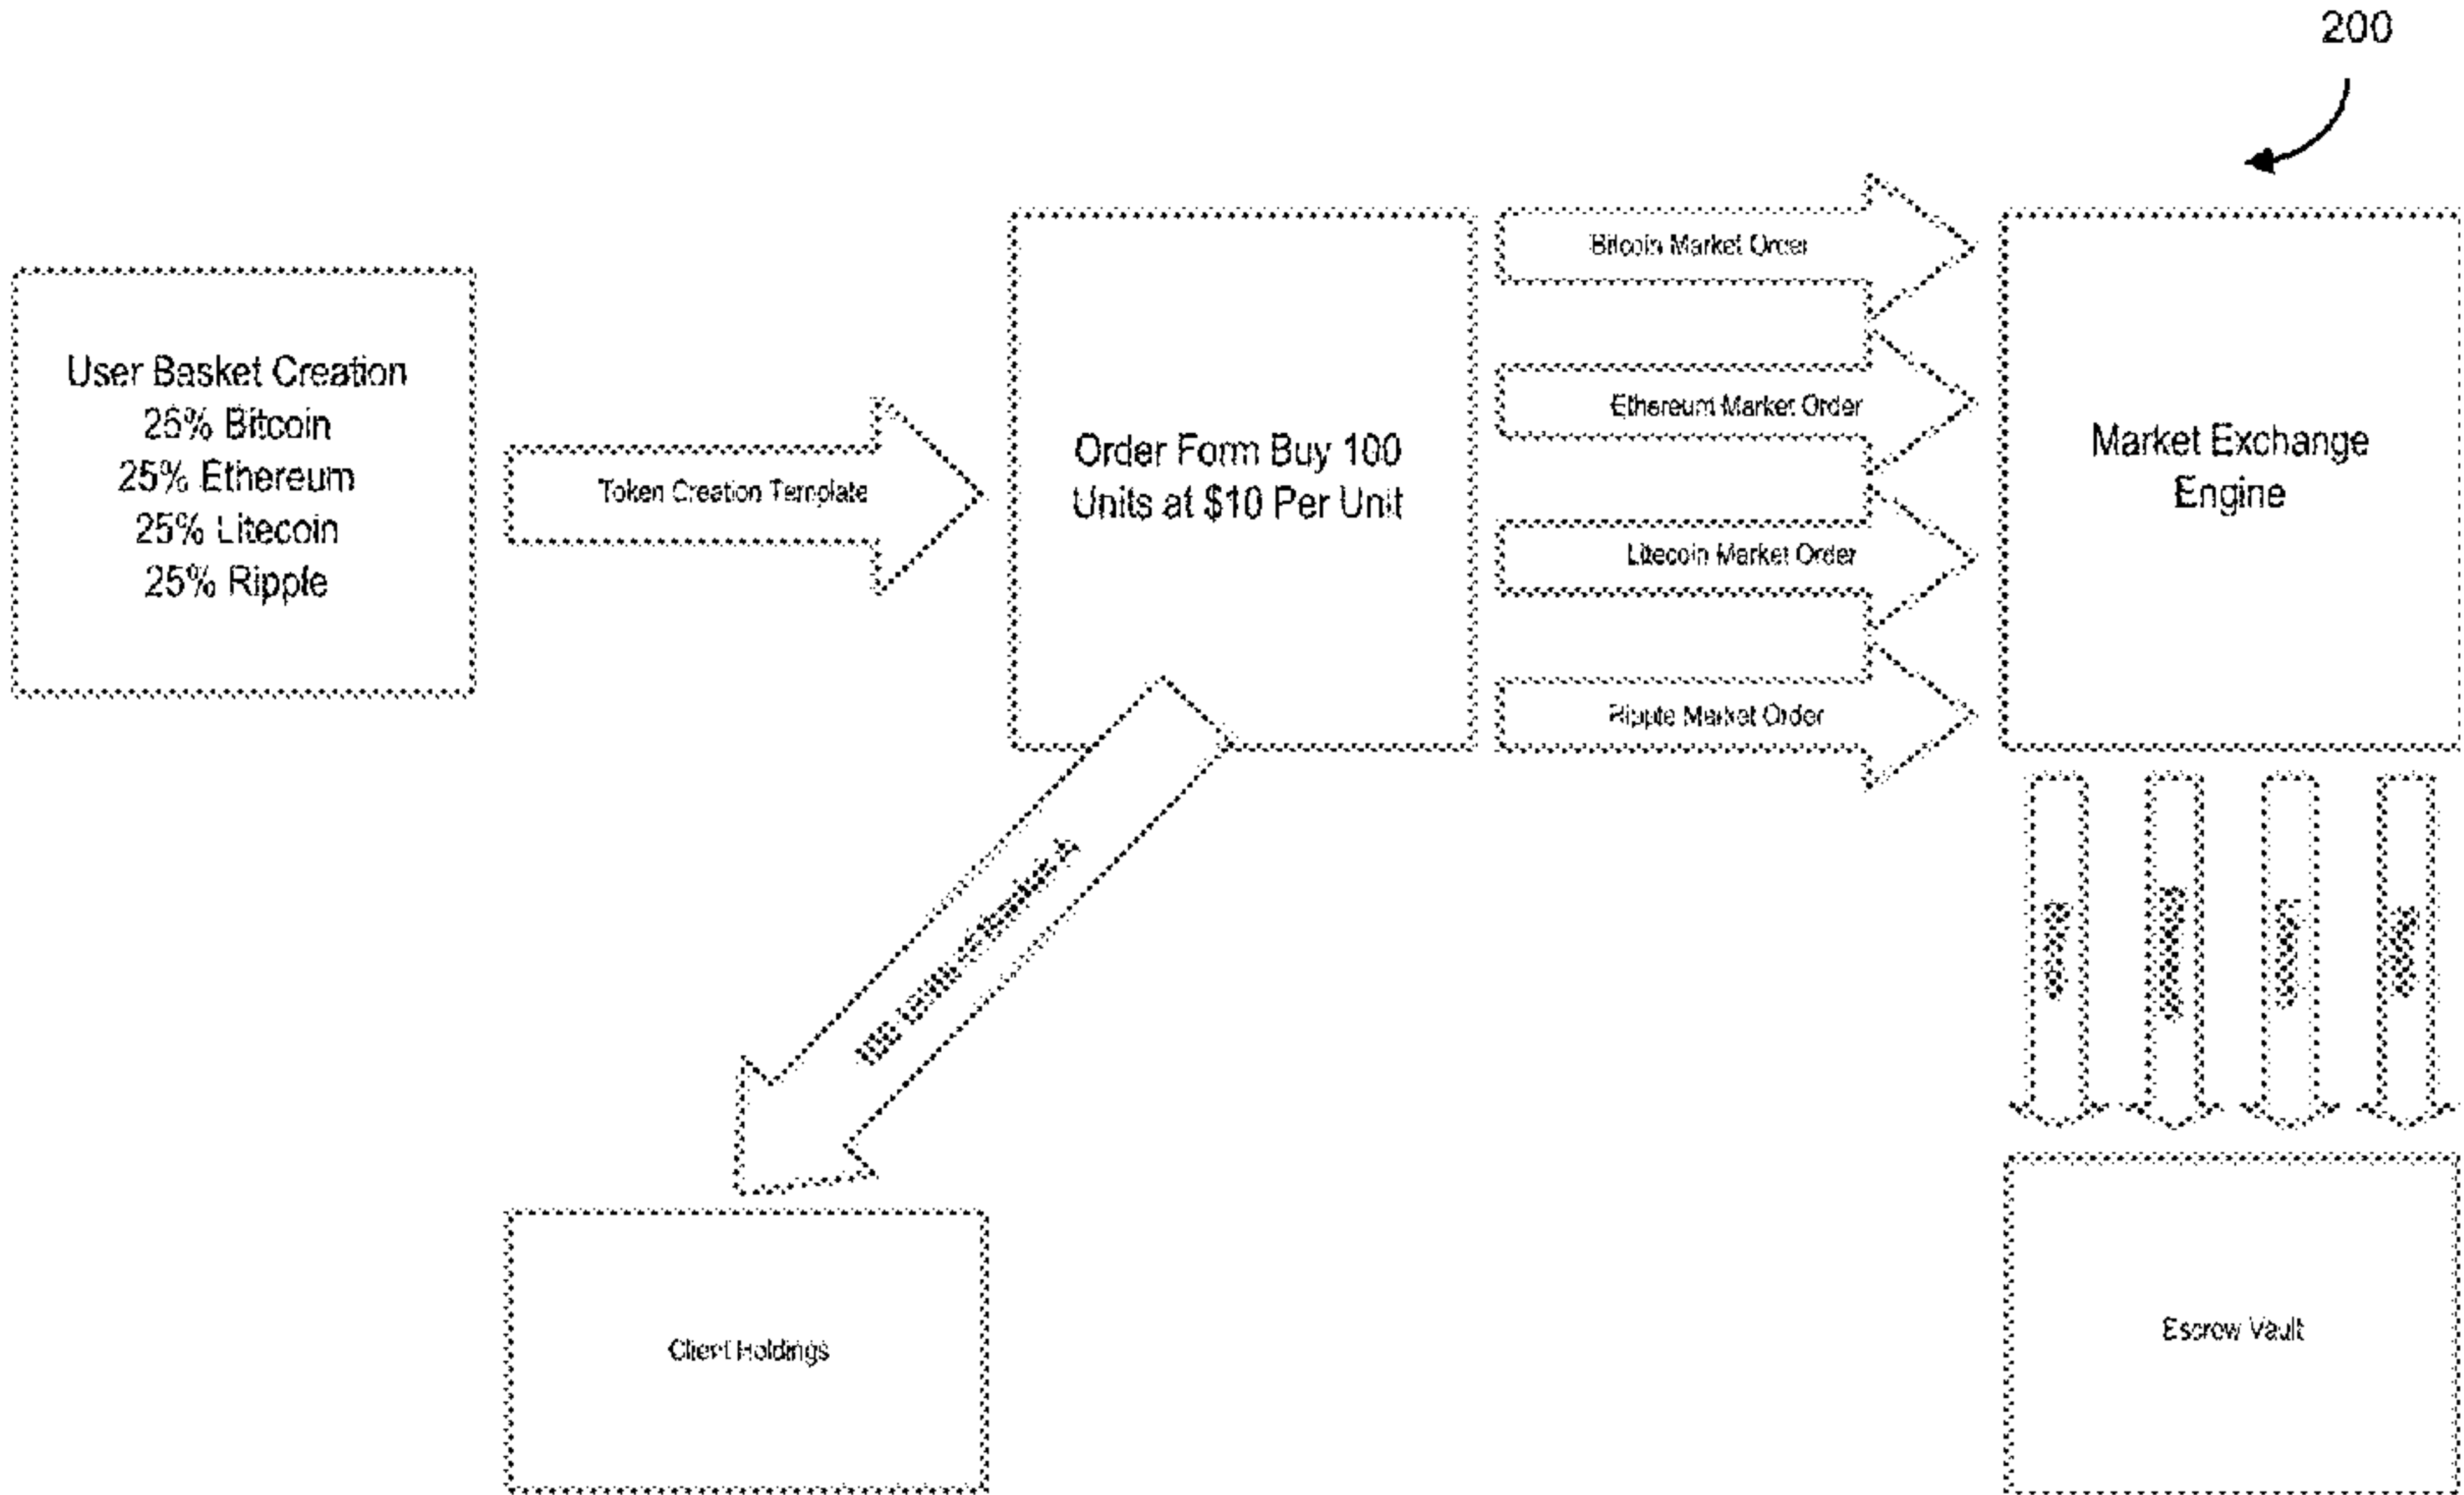 200
User Basket Creation
25% Bitcoin
25% Ethereum
25% Litecoin
25% Ripple
Token Creation Template
Order Form Buy 100
Units at $10 Per Unit
Bitcoin Market Order
Ethereum Market Order
Litecoin Market Order
Ripple Market Order
Market Exchange
Engine
Client Holdings
Escrow Vault